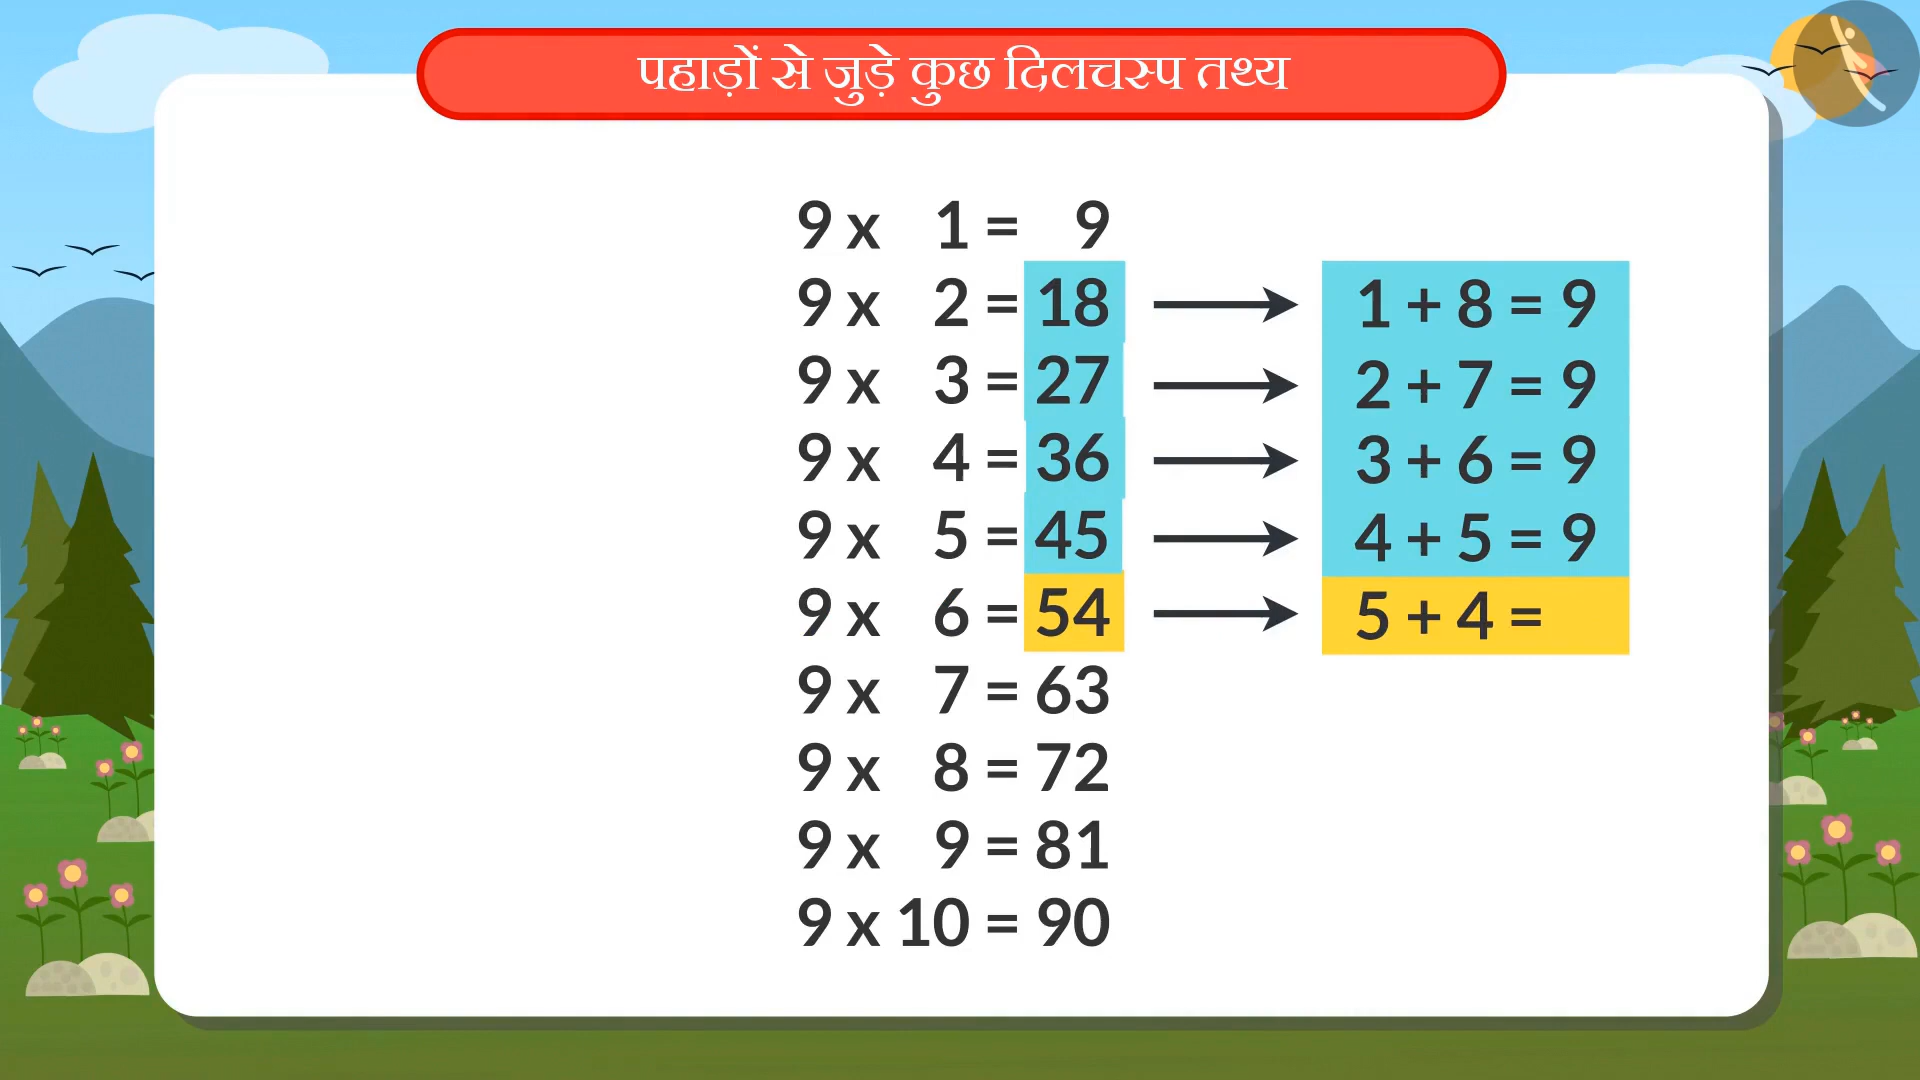 पहाड़ों से जुड़े कुछ दिलचस्प तथ्य
9 x 1 = 9
9 x 2 = 18 1 + 8 = 9
9 x 3 = 27 2 + 7 = 9
9 x 4 = 36 3 + 6 = 9
9 x 5 = 45 4 + 5 = 9
9 x 6 = 54 5 + 4 =
9 x 7 = 63
9 x 8 = 72
9 x 9 = 81
9 x 10 = 90